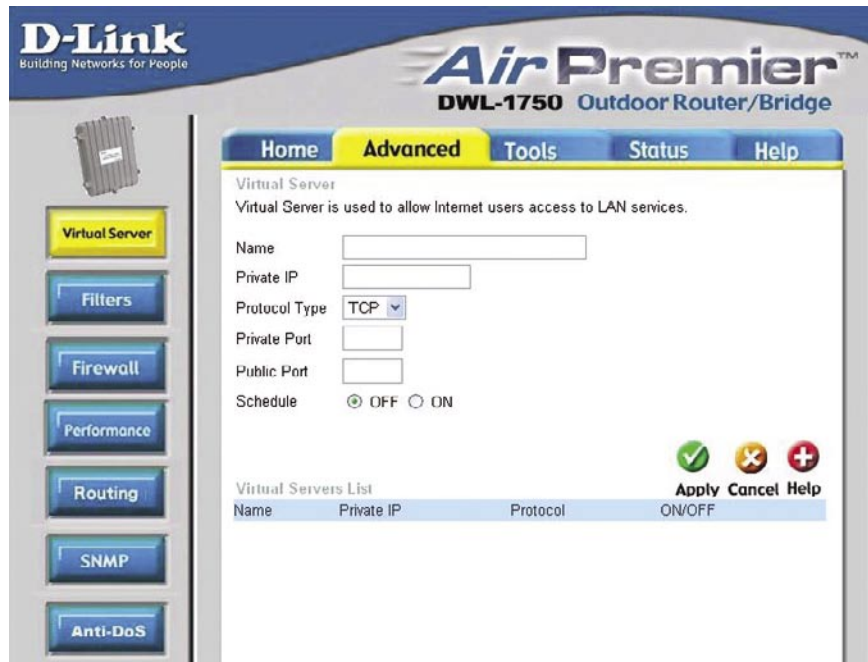 D-Link
Building Networks for People
Air Premier™
DWL-1750 Outdoor Router/Bridge
Home Advanced Tools Status Help
Virtual Server
Filters
Firewall
Performance
Routing
SNMP
Anti-DoS
Virtual Server
Virtual Server is used to allow Internet users access to LAN services.
Name
Private IP
Protocol Type TCP
Private Port
Public Port
Schedule OFF ON
Apply Cancel Help
Virtual Servers List
Name Private IP Protocol ON/OFF